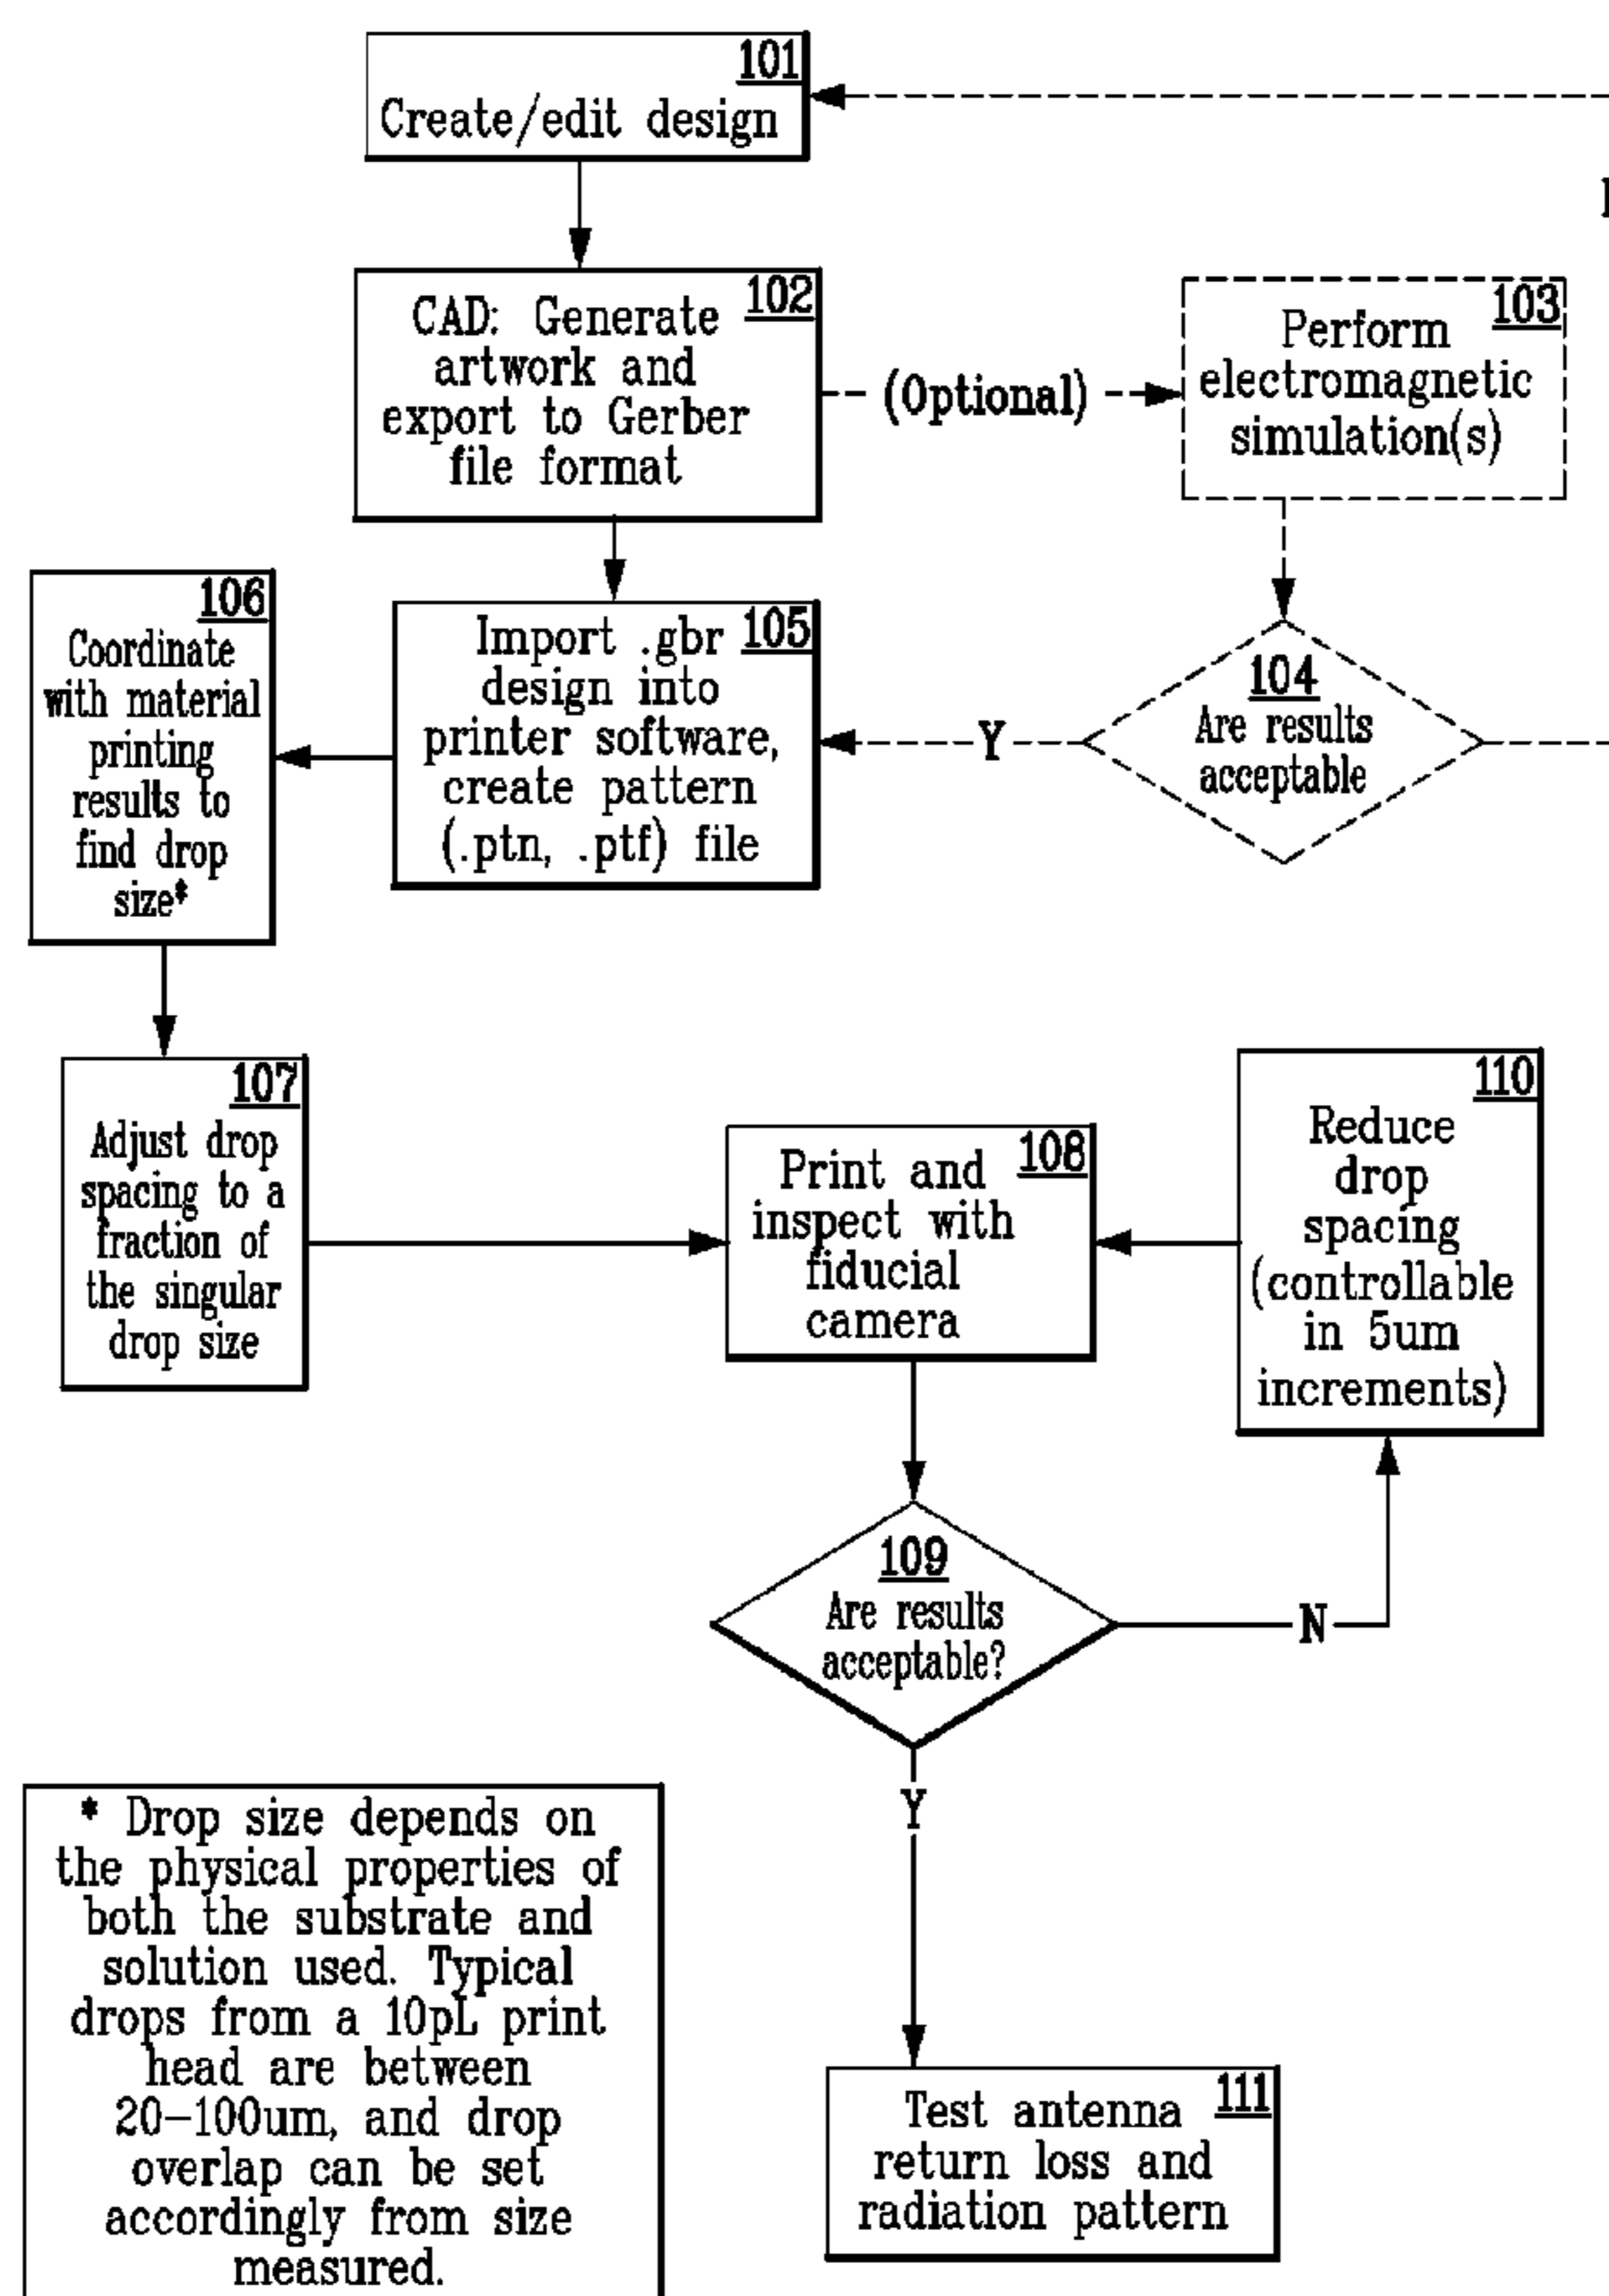 101
Create/edit design
102
CAD: Generate
artwork and
export to Gerber
file format
(Optional)
103
Perform
electromagnetic
simulation(s)
104
Are results
acceptable
Y
105
Import .gbr
design into
printer software,
create pattern
(.ptn, .ptf) file
106
Coordinate
with material
printing
results to
find drop
size*
107
Adjust drop
spacing to a
fraction of
the singular
drop size
108
Print and
inspect with
fiducial
camera
110
Reduce
drop
spacing
(controllable
in 5um
increments)
109
Are results
acceptable?
N
Y
111
Test antenna
return loss and
radiation pattern
* Drop size depends on
the physical properties of
both the substrate and
solution used. Typical
drops from a 10pL print
head are between
20-100um, and drop
overlap can be set
accordingly from size
measured.